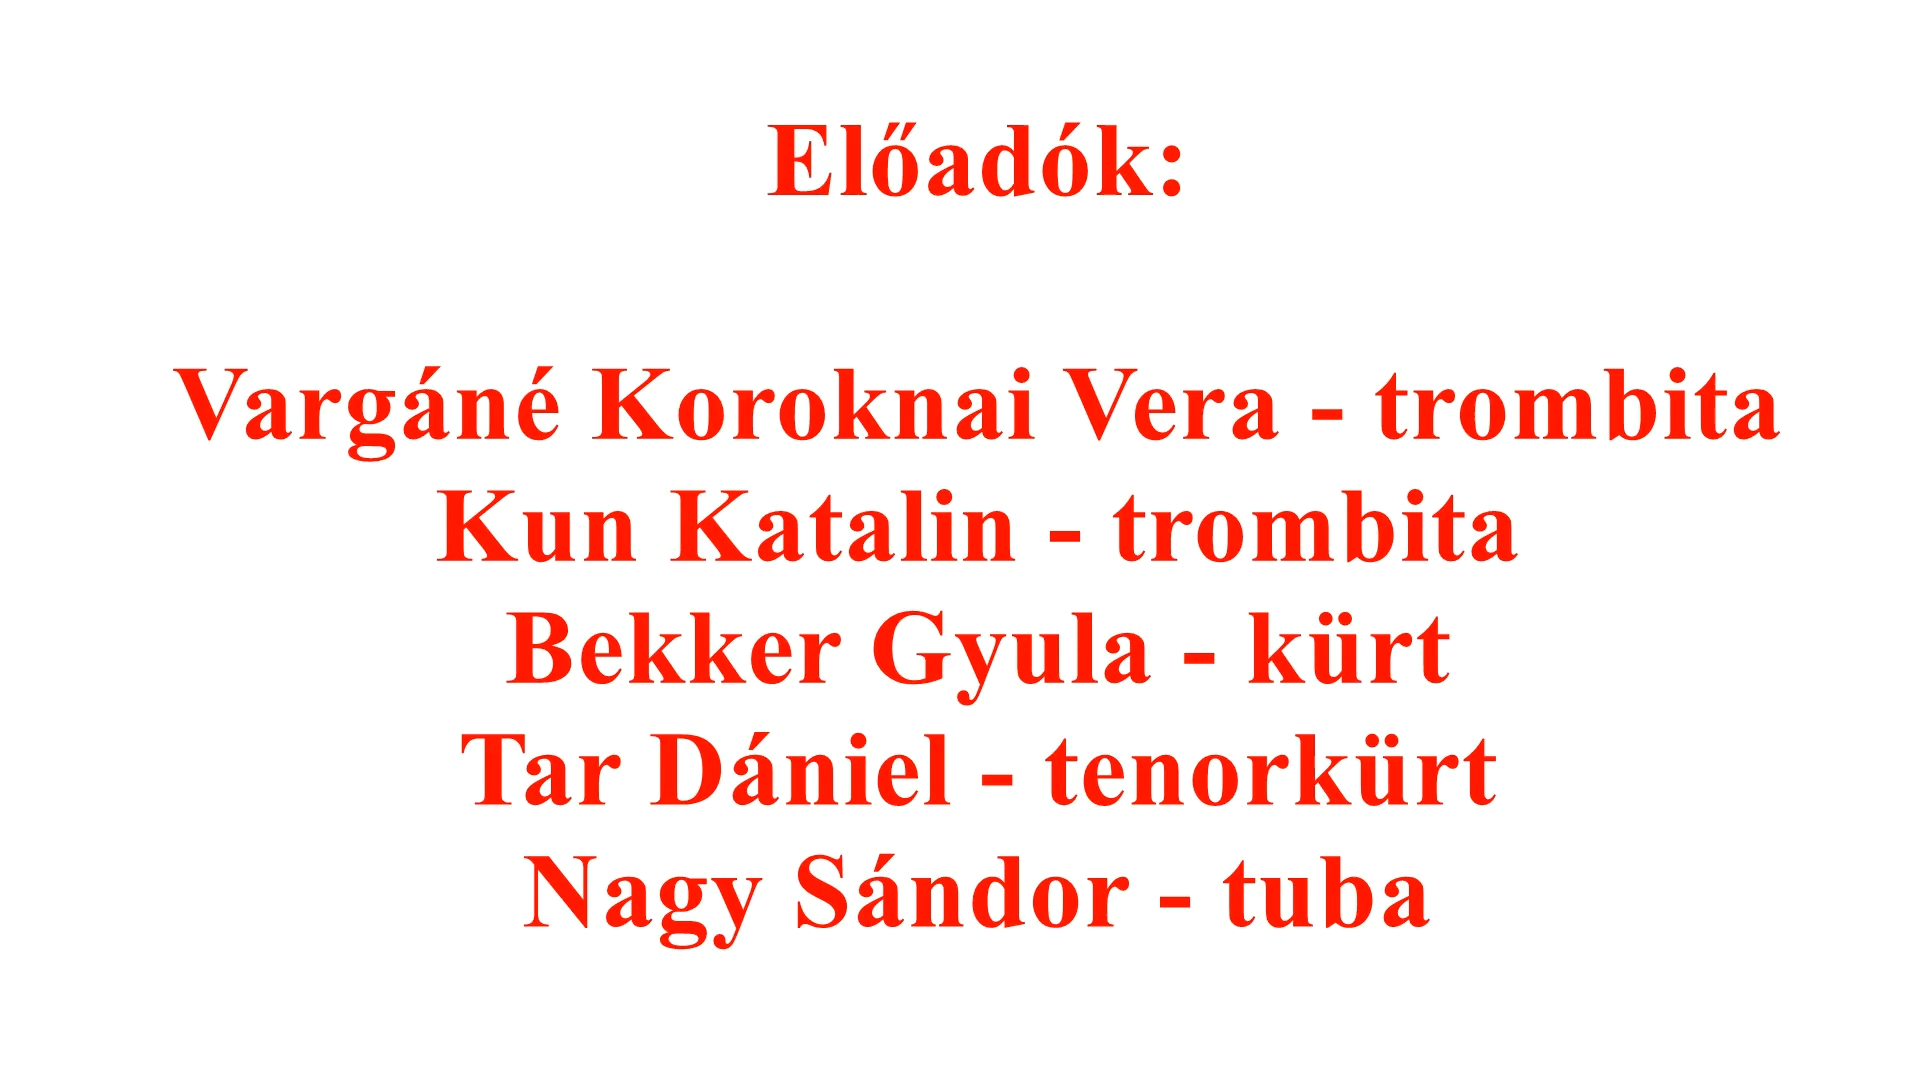 Előadók:
Vargáné Koroknai Vera - trombita
Kun Katalin - trombita
Bekker Gyula - kürt
Tar Dániel - tenorkürt
Nagy Sándor - tuba